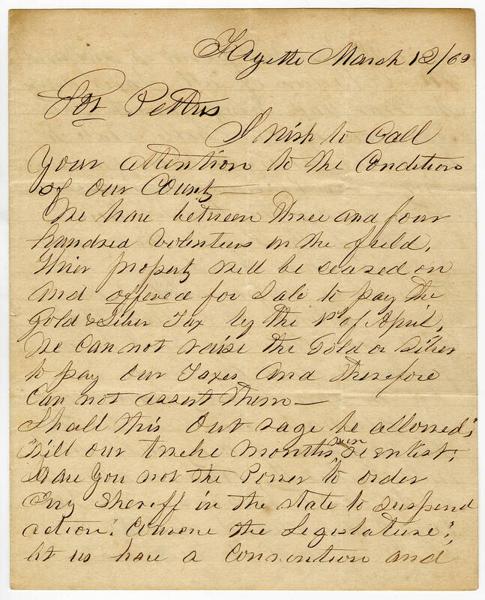 Fayette March 12/62
Gov Pettus
I wish to Call
Your attention to the Condition
of our County—
We have between three and four
hundred volenteers in the field,
Thier property will be seased on
And offered for Sale to pay the
Gold & Silver Tax by the 1st of April,
We Can not raise the Gold or Silver
to pay our Taxes And therefore
Can not assist them—
Shall this Out rage be allowed;
Will our twelve months men reenlist.
Have You not the Power to order
Any Sheriff in the State to suspend
action. Convene the Legislature;
let us have a Convention and